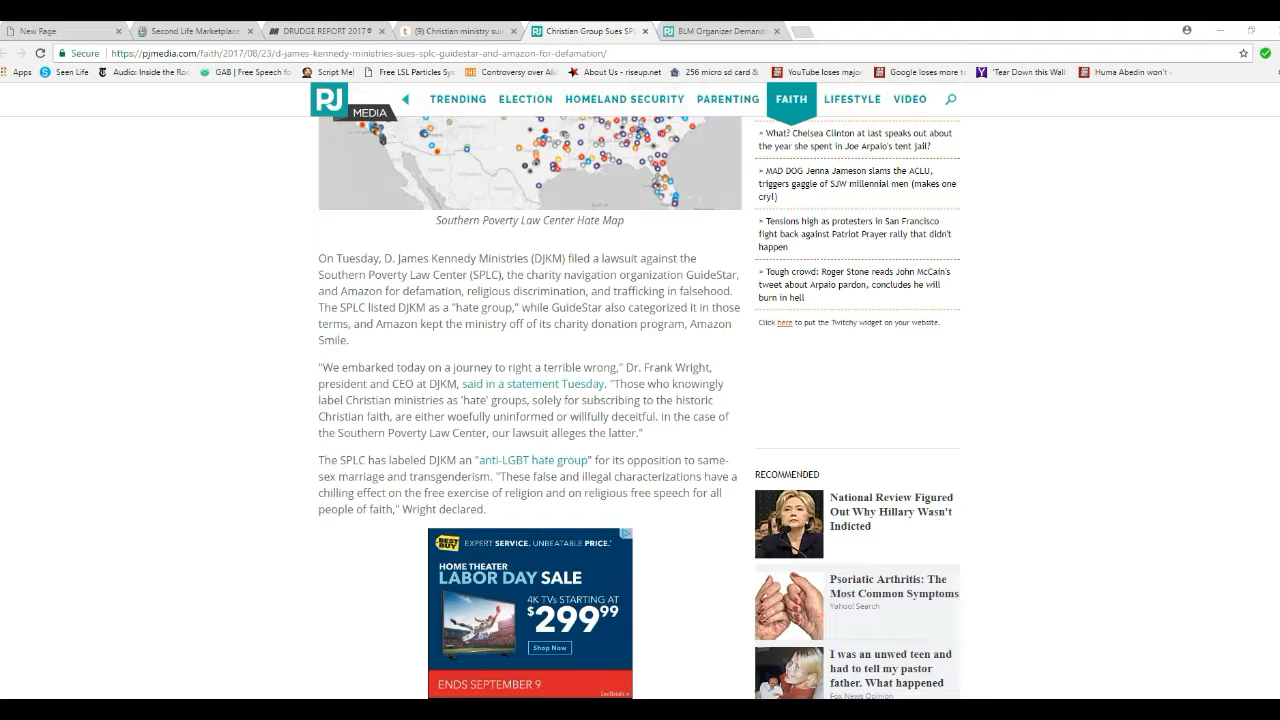 New Page
Second Life Marketplace
DRUDGE REPORT 2017®
(9) Christian ministry sui
Christian Group Sues SPL
BLM Organizer Demands
Secure
https://pjmedia.com/faith/2017/08/23/d-james-kennedy-ministries-sues-splc-guidestar-and-amazon-for-defamation/
Apps
Seen Life
Audio: Inside the Ro
GAB | Free Speech fo
Script Me!
Free LSL Particles Sys
Controversy over Ali
About Us - riseup.net
256 micro sd card &
YouTube loses major
Google loses more t
'Tear Down this Wall
Huma Abedin won't
PJ
MEDIA
TRENDING
ELECTION
HOMELAND SECURITY
PARENTING
FAITH
LIFESTYLE
VIDEO
Southern Poverty Law Center Hate Map
On Tuesday, D. James Kennedy Ministries (DJKM) filed a lawsuit against the
Southern Poverty Law Center (SPLC), the charity navigation organization GuideStar,
and Amazon for defamation, religious discrimination, and trafficking in falsehood.
The SPLC listed DJKM as a "hate group," while GuideStar also categorized it in those
terms, and Amazon kept the ministry off of its charity donation program, Amazon
Smile.
"We embarked today on a journey to right a terrible wrong," Dr. Frank Wright,
president and CEO at DJKM, said in a statement Tuesday. "Those who knowingly
label Christian ministries as 'hate' groups, solely for subscribing to the historic
Christian faith, are either woefully uninformed or willfully deceitful. In the case of
the Southern Poverty Law Center, our lawsuit alleges the latter."
The SPLC has labeled DJKM an "anti-LGBT hate group" for its opposition to same-
sex marriage and transgenderism. "These false and illegal characterizations have a
chilling effect on the free exercise of religion and on religious free speech for all
people of faith," Wright declared.
BEST BUY
EXPERT SERVICE. UNBEATABLE PRICE.
HOME THEATER
LABOR DAY SALE
4K TVs STARTING AT
$299 99
Shop Now
ENDS SEPTEMBER 9
See Details
» What? Chelsea Clinton at last speaks out about
the year she spent in Joe Arpaio's tent jail?
» MAD DOG Jenna Jameson slams the ACLU,
triggers gaggle of SJW millennial men (makes one
cry!)
» Tensions high as protesters in San Francisco
fight back against Patriot Prayer rally that didn't
happen
» Tough crowd: Roger Stone reads John McCain's
tweet about Arpaio pardon, concludes he will
burn in hell
Click here to put the Twitchy widget on your website.
RECOMMENDED
National Review Figured
Out Why Hillary Wasn't
Indicted
Psoriatic Arthritis: The
Most Common Symptoms
Yahoo! Search
I was an unwed teen and
had to tell my pastor
father. What happened
Fox News Opinion